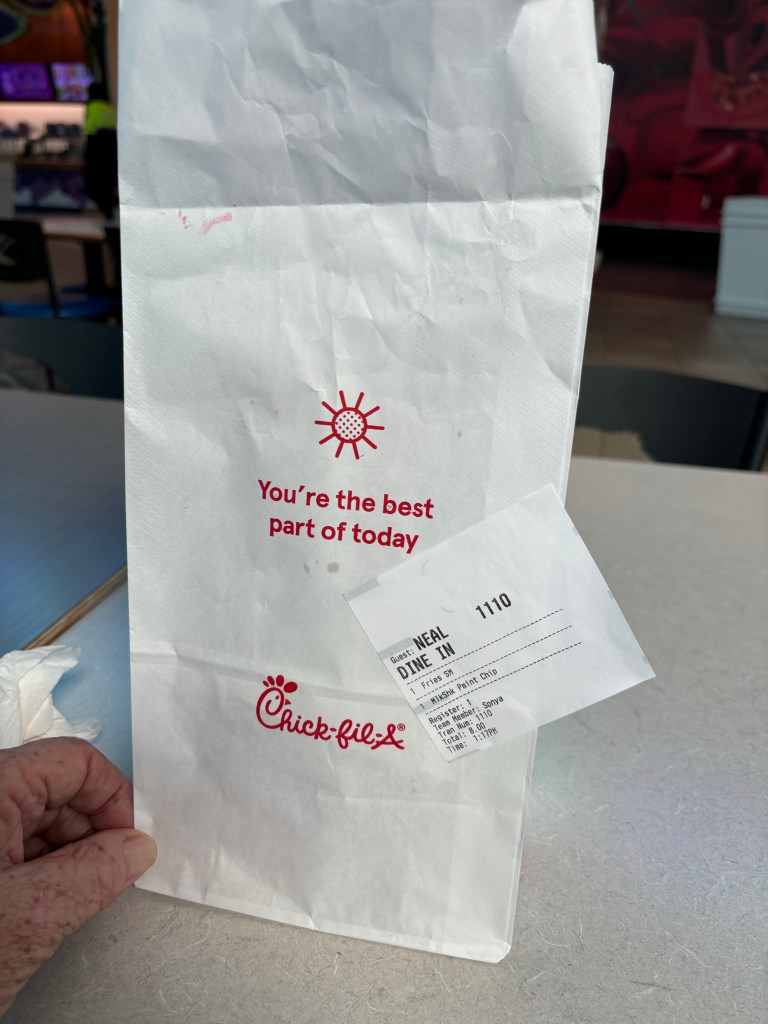 You're the best
part of today
Chick-fil-A®
Guest: NEAL 1110
DINE IN
1 Fries SM
1 MlkShk Pmint Chip
Register: 1
Team Member: Sonya
Tran Num: 1110
Total: 8.00
Time: 1:17PM